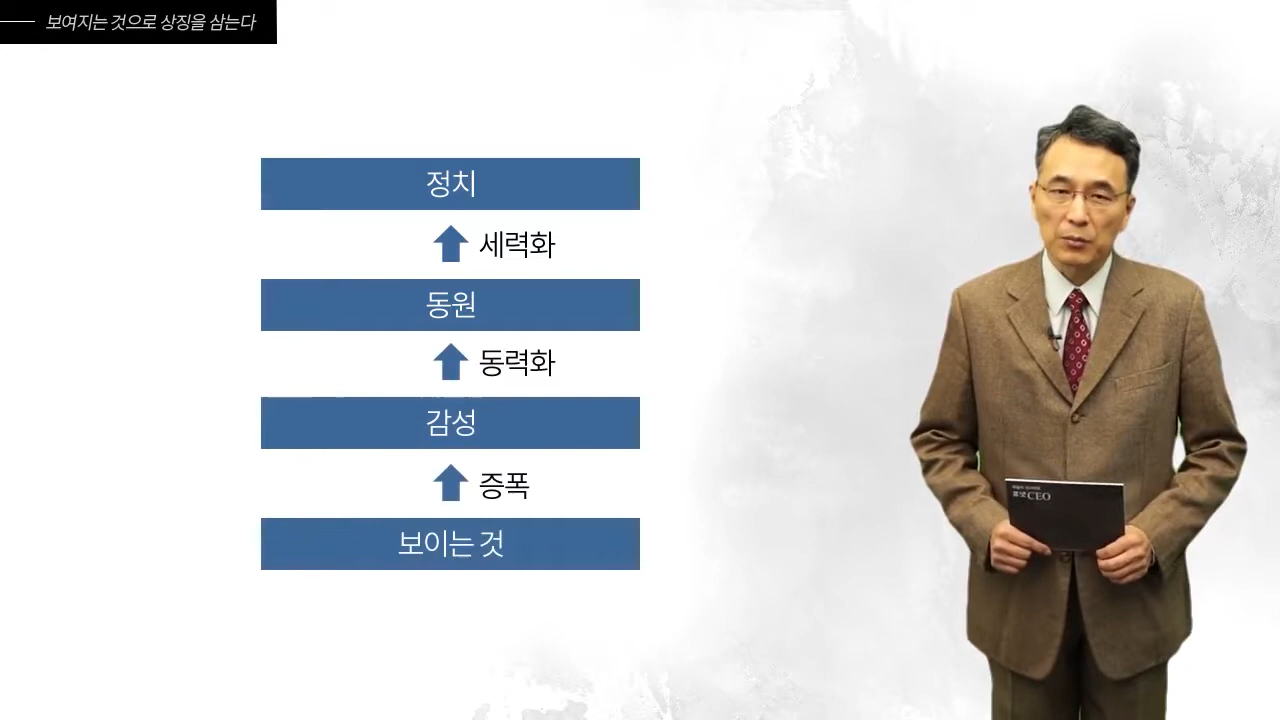 보여지는 것으로 상징을 삼는다
정치
세력화
동원
동력화
감성
증폭
보이는 것
CEO